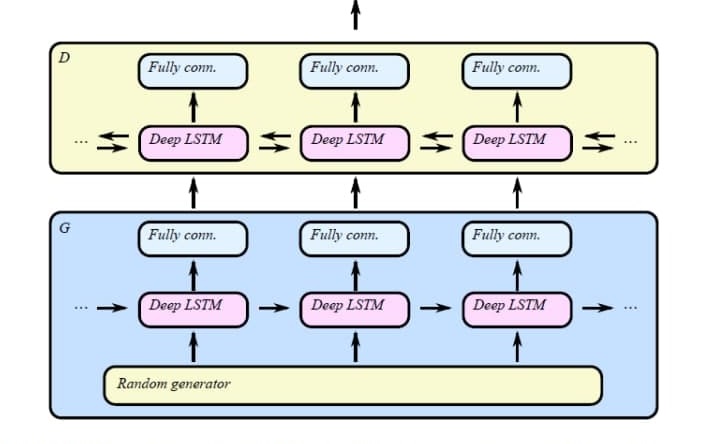 D
Fully conn. Fully conn. Fully conn.
... Deep LSTM Deep LSTM Deep LSTM ...
G
Fully conn. Fully conn. Fully conn.
... Deep LSTM Deep LSTM Deep LSTM ...
Random generator